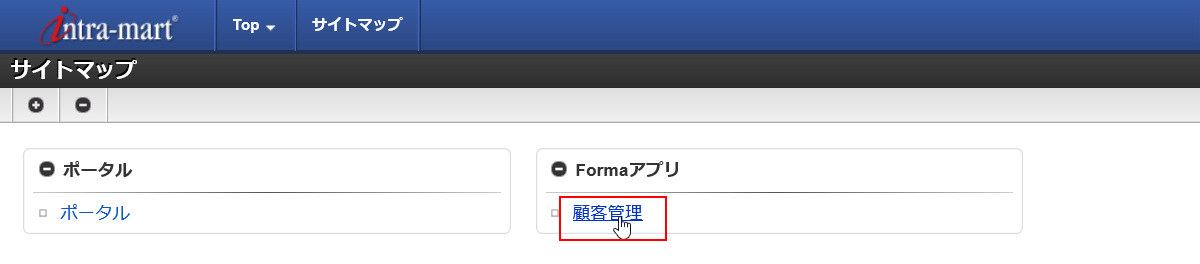 intra-mart® Top サイトマップ
サイトマップ
ポータル
ポータル
Formaアプリ
顧客管理